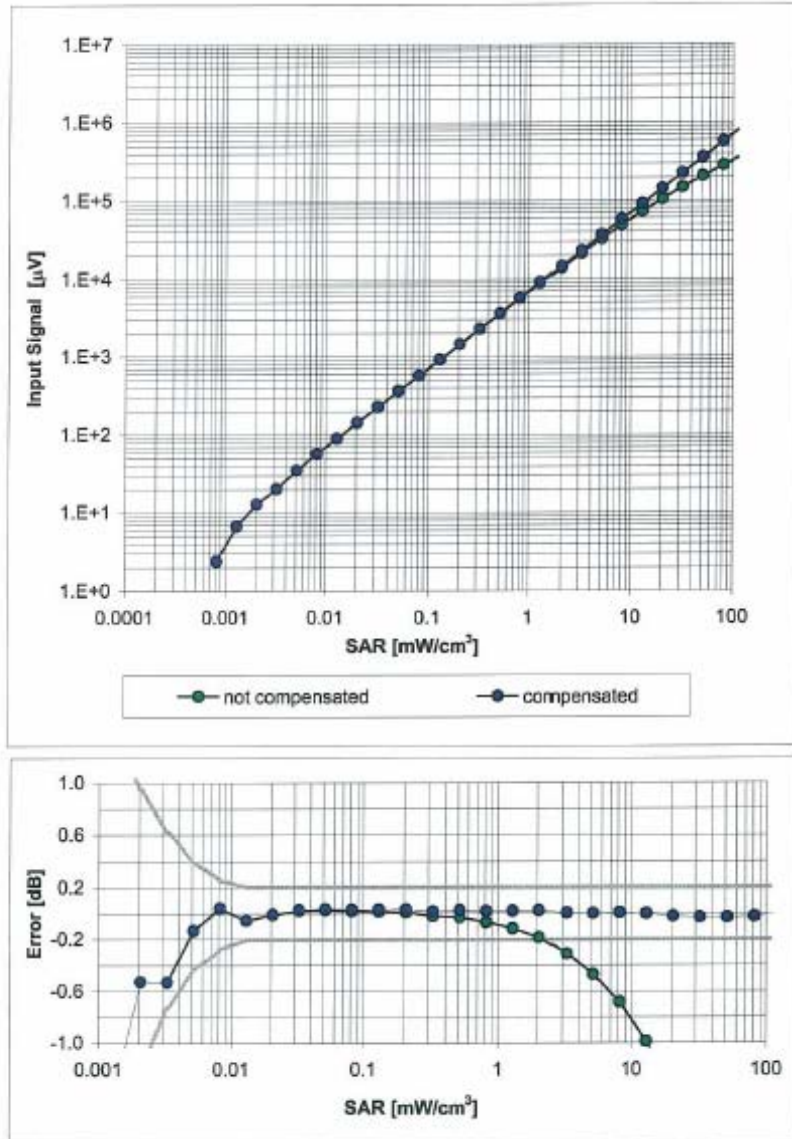 1.E+7
1.E+6
1.E+5
1.E+4
1.E+3
1.E+2
1.E+1
1.E+0
Input Signal [µV]
0.0001 0.001 0.01 0.1 1 10 100
SAR [mW/cm³]
not compensated compensated
1.0
0.6
0.2
-0.2
-0.6
-1.0
Error [dB]
0.001 0.01 0.1 1 10 100
SAR [mW/cm³]